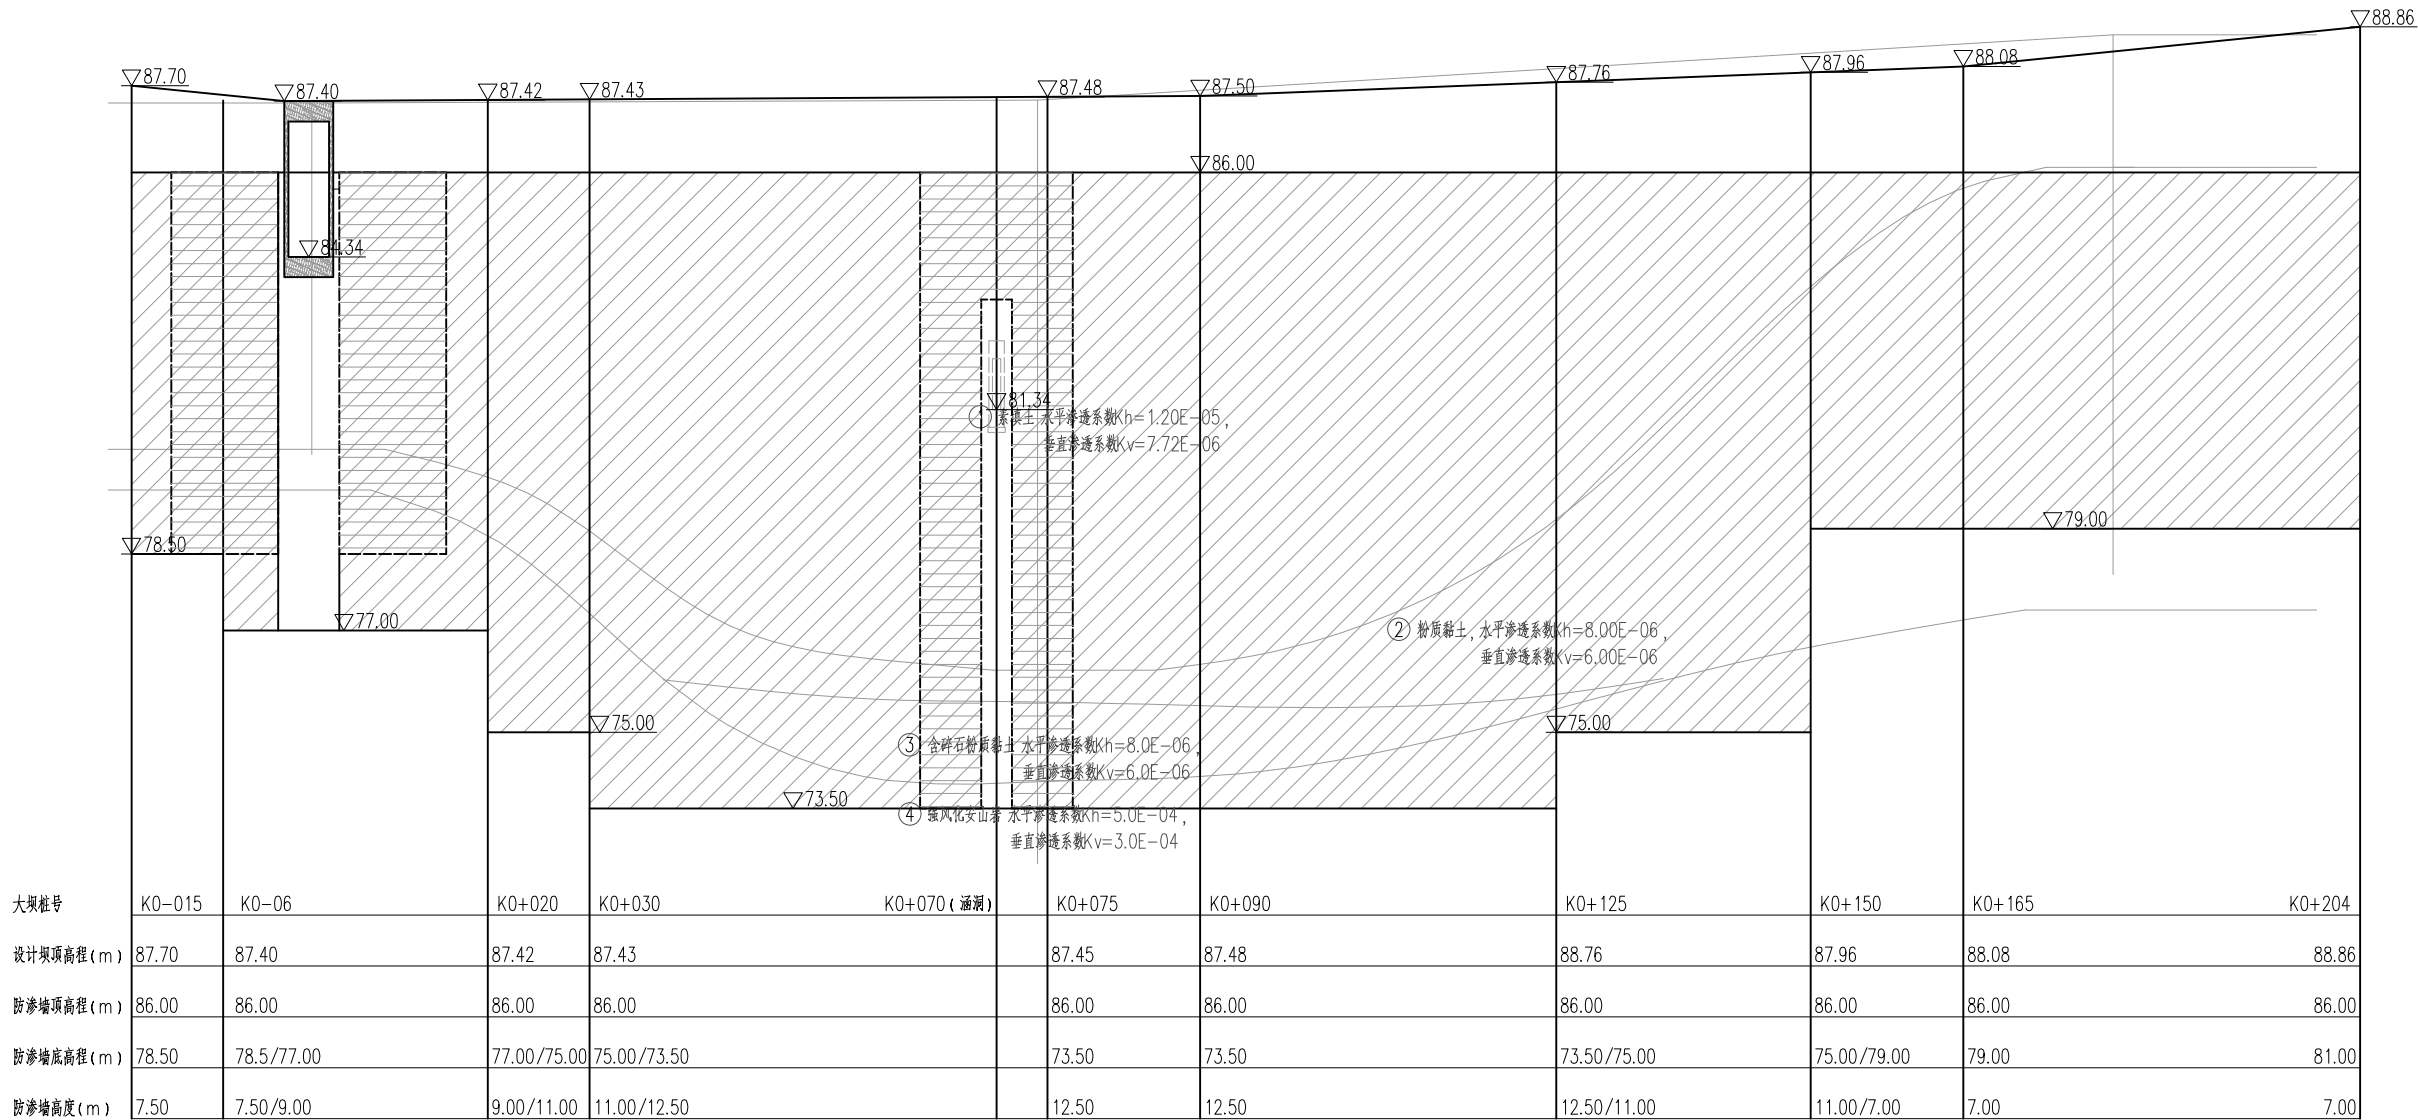 88.86
88.08
87.96
87.76
87.70
87.40
87.42
87.43
87.48
87.50
86.00
84.34
81.34
① 素填土 水平渗透系数Kh=1.20E-05,
垂直渗透系数Kv=7.72E-06
79.00
78.50
77.00
② 粉质黏土, 水平渗透系数Kh=8.00E-06,
垂直渗透系数Kv=6.00E-06
75.00
75.00
③ 含碎石粉质黏土 水平渗透系数Kh=8.0E-06,
垂直渗透系数Kv=6.0E-06
73.50
④ 强风化安山岩 水平渗透系数Kh=5.0E-04,
垂直渗透系数Kv=3.0E-04
大坝桩号 K0-015 K0-06 K0+020 K0+030 K0+070(涵洞) K0+075 K0+090 K0+125 K0+150 K0+165 K0+204
设计坝顶高程(m) 87.70 87.40 87.42 87.43 87.45 87.48 88.76 87.96 88.08 88.86
防渗墙顶高程(m) 86.00 86.00 86.00 86.00 86.00 86.00 86.00 86.00 86.00 86.00
防渗墙底高程(m) 78.50 78.5/77.00 77.00/75.00 75.00/73.50 73.50 73.50 73.50/75.00 75.00/79.00 79.00 81.00
防渗墙高度(m) 7.50 7.50/9.00 9.00/11.00 11.00/12.50 12.50 12.50 12.50/11.00 11.00/7.00 7.00 7.00